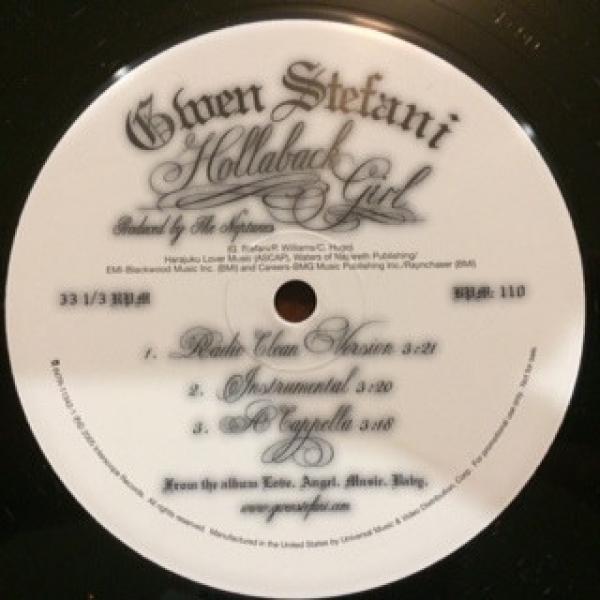 Gwen Stefani
Hollaback Girl
Produced by The Neptunes
(G. Stefani/P. Williams/C. Hugo)
Harajuku Lover Music (ASCAP), Waters of Nazareth Publishing/
EMI-Blackwood Music Inc. (BMI) and Careers-BMG Music Publishing Inc./Raynchaser (BMI)
33 1/3 RPM
BPM: 110
1. Radio Clean Version 3:21
2. Instrumental 3:20
3. A Cappella 3:18
From the album Love. Angel. Music. Baby.
www.gwenstefani.com
2005 Interscope Records. All rights reserved. Manufactured in the United States by Universal Music & Video Distribution, Corp. For promotional use only. Not for sale.